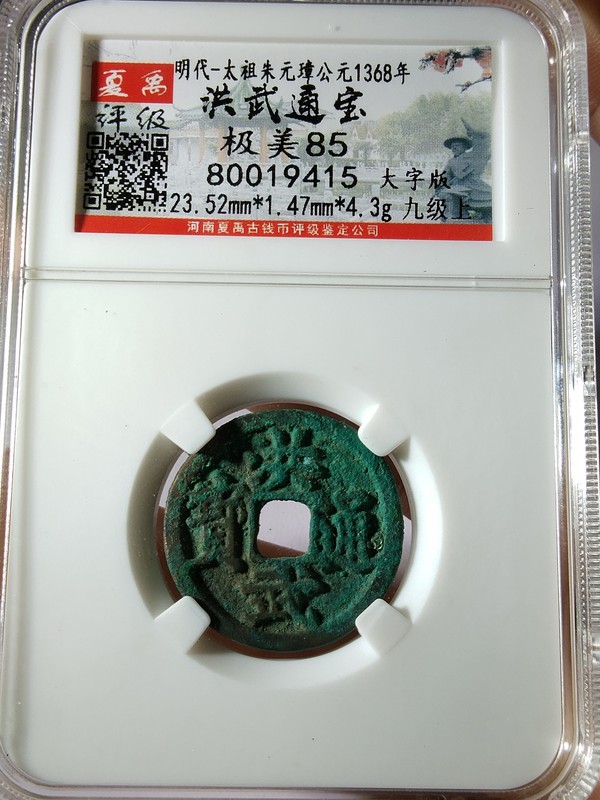 夏禹
评级
明代-太祖朱元璋公元1368年
洪武通宝
极美85
80019415 大字版
23.52mm*1.47mm*4.3g 九级上
河南夏禹古钱币评级鉴定公司
洪武通寶